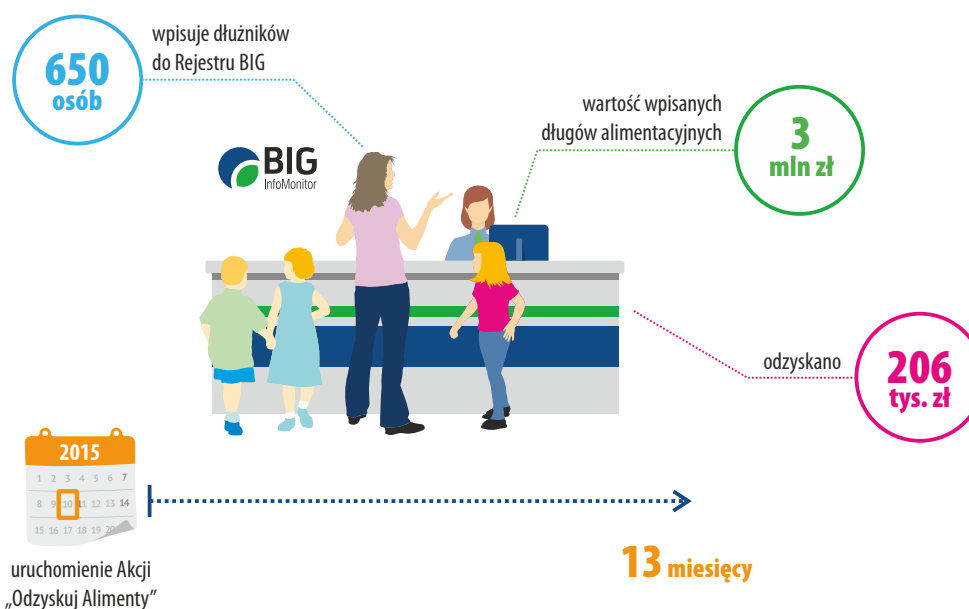 650
osób
wpisuje dłużników
do Rejestru BIG
wartość wpisanych
długów alimentacyjnych
3
mln zł
BIG
InfoMonitor
odzyskano
206
tys. zł
2015
1 2 3 4 5 6 7
8 9 10 11 12 13 14
15 16 17 18 19 20
uruchomienie Akcji
„Odzyskuj Alimenty”
13 miesięcy